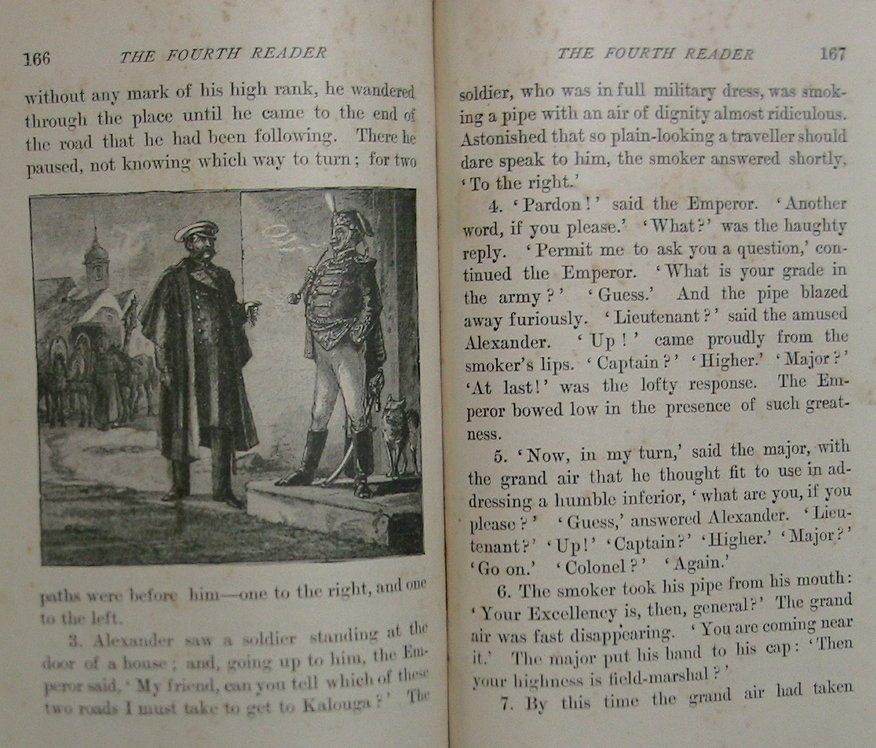 166 THE FOURTH READER
without any mark of his high rank, he wandered
through the place until he came to the end of
the road that he had been following. There he
paused, not knowing which way to turn; for two
paths were before him—one to the right, and one
to the left.
3. Alexander saw a soldier standing at the
door of a house; and, going up to him, the Em-
peror said, ‘My friend, can you tell which of these
two roads I must take to get to Kalouga?’ The
THE FOURTH READER 167
soldier, who was in full military dress, was smok-
ing a pipe with an air of dignity almost ridiculous.
Astonished that so plain-looking a traveller should
dare speak to him, the smoker answered shortly,
‘To the right.’
4. ‘Pardon!’ said the Emperor. ‘Another
word, if you please.’ ‘What?’ was the haughty
reply. ‘Permit me to ask you a question,’ con-
tinued the Emperor. ‘What is your grade in
the army?’ ‘Guess.’ And the pipe blazed
away furiously. ‘Lieutenant?’ said the amused
Alexander. ‘Up!’ came proudly from the
smoker’s lips. ‘Captain?’ ‘Higher.’ ‘Major?’
‘At last!’ was the lofty response. The Em-
peror bowed low in the presence of such great-
ness.
5. ‘Now, in my turn,’ said the major, with
the grand air that he thought fit to use in ad-
dressing a humble inferior, ‘what are you, if you
please?’ ‘Guess,’ answered Alexander. ‘Lieu-
tenant?’ ‘Up!’ ‘Captain?’ ‘Higher.’ ‘Major?’
‘Go on.’ ‘Colonel?’ ‘Again.’
6. The smoker took his pipe from his mouth:
‘Your Excellency is, then, general?’ The grand
air was fast disappearing. ‘You are coming near
it.’ The major put his hand to his cap: ‘Then
your highness is field-marshal?’
7. By this time the grand air had taken